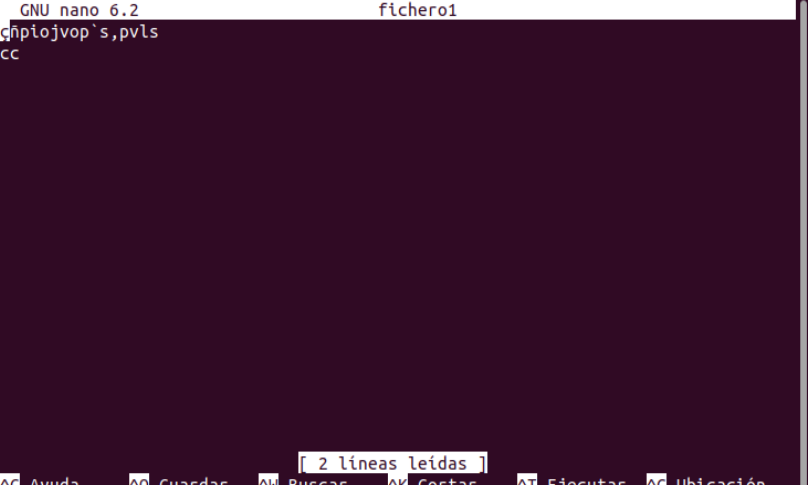 GNU nano 6.2 fichero1
çñpiojvop`s,pvls
cc
[ 2 líneas leídas ]
^G Ayuda ^O Guardar ^W Buscar ^K Cortar ^T Ejecutar ^C Ubicación